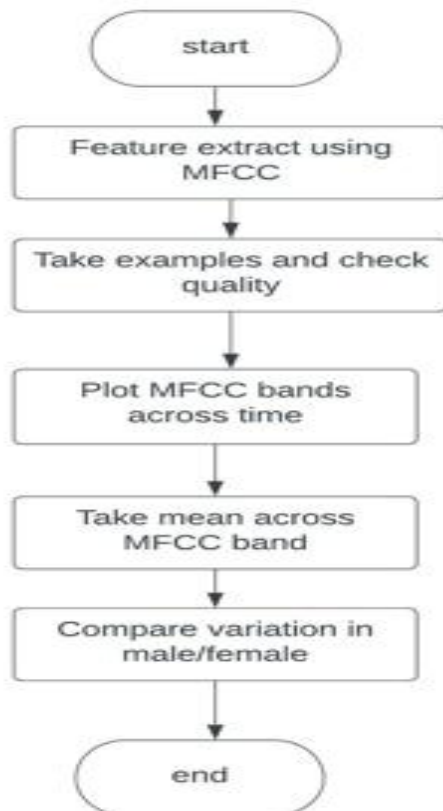 start
Feature extract using
MFCC
Take examples and check
quality
Plot MFCC bands
across time
Take mean across
MFCC band
Compare variation in
male/female
end